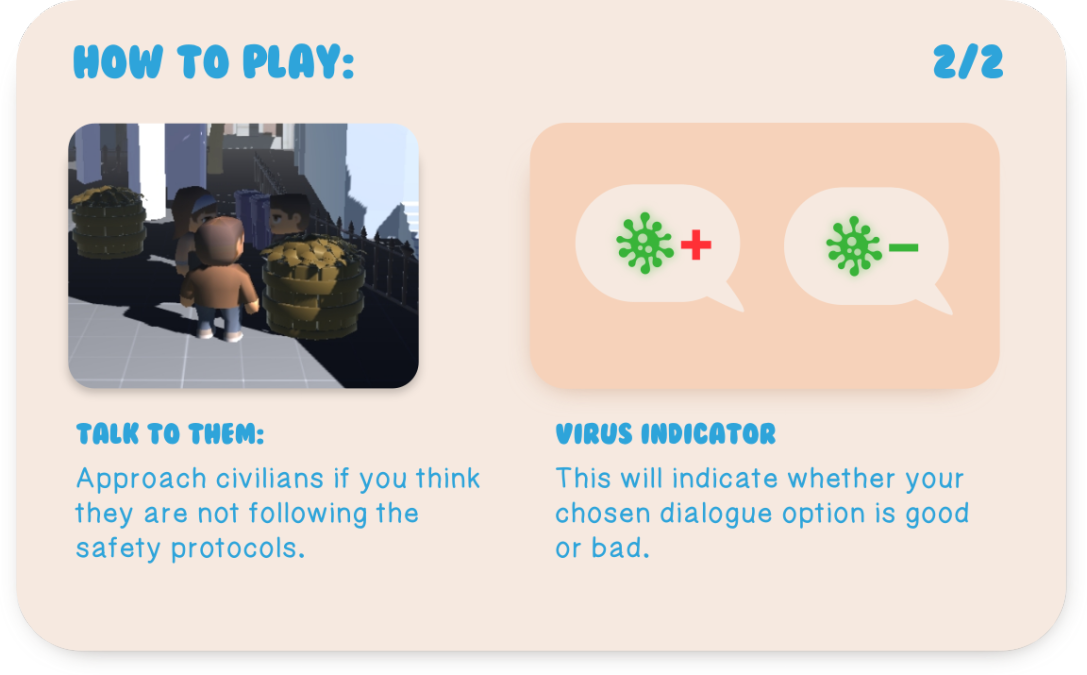 HOW TO PLAY:
2/2
TALK TO THEM:
Approach civilians if you think
they are not following the
safety protocols.
VIRUS INDICATOR
This will indicate whether your
chosen dialogue option is good
or bad.